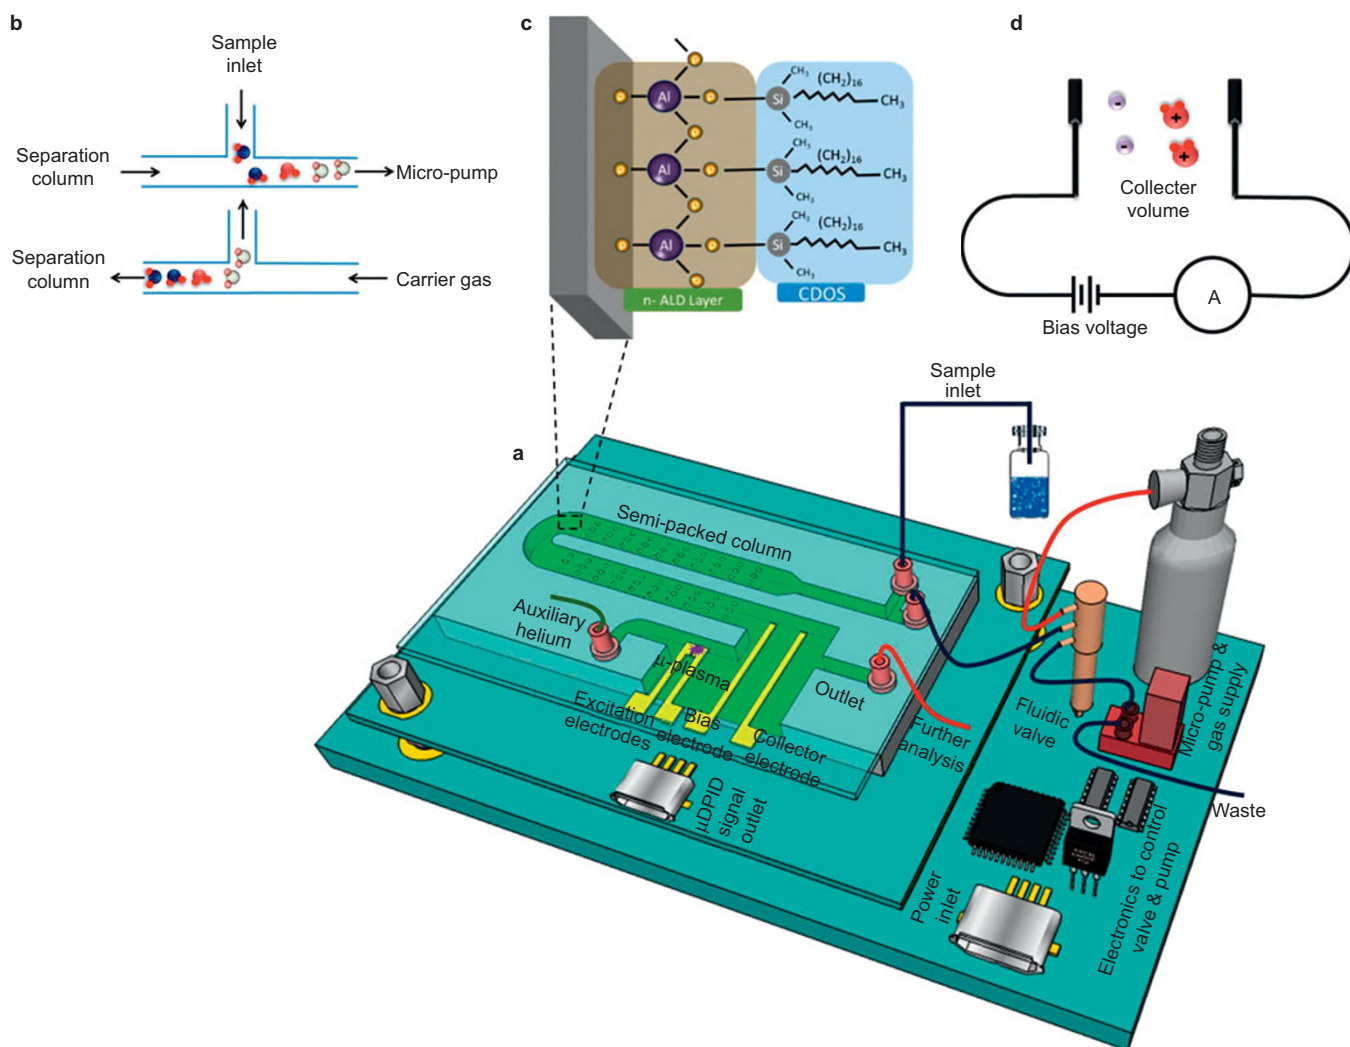 b
Sample
inlet
Separation
column
Micro-pump
Separation
column
Carrier gas
c
Al
Al
Al
Si
Si
Si
CH3
(CH2)16
CH3
CH3
CH3
(CH2)16
CH3
CH3
CH3
(CH2)16
CH3
CH3
n- ALD Layer
CDOS
d
-
+
-
+
Collecter
volume
Bias voltage
A
a
Sample
inlet
Semi-packed column
Auxiliary
helium
μ-plasma
Excitation
electrodes
Bias
electrode
Collector
electrode
Outlet
Further
analysis
Fluidic
valve
Micro-pump &
gas supply
Waste
μDPID
signal
outlet
Power
inlet
Electronics to control
valve & pump